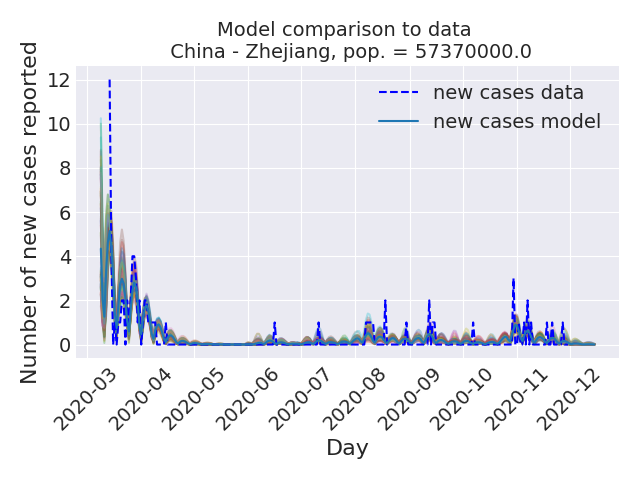 Model comparison to data
China - Zhejiang, pop. = 57370000.0
Number of new cases reported
12
10
8
6
4
2
0
new cases data
new cases model
2020-03
2020-04
2020-05
2020-06
2020-07
2020-08
2020-09
2020-10
2020-11
2020-12
Day